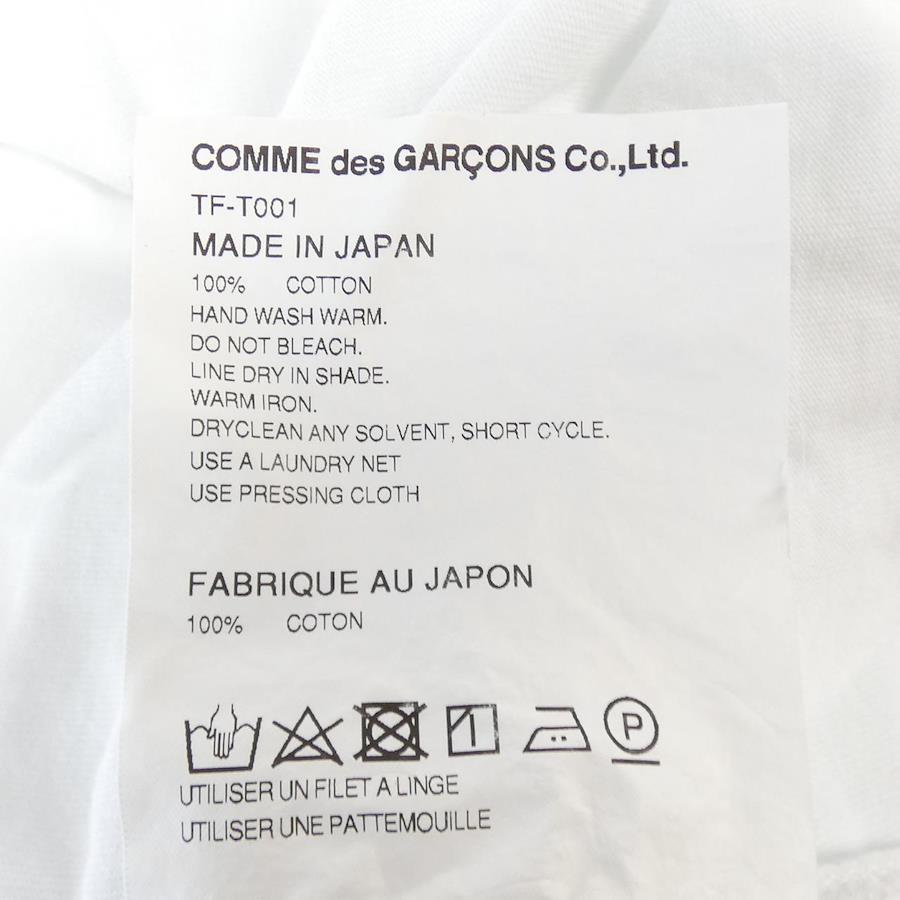 COMME des GARÇONS Co.,Ltd.
TF-T001
MADE IN JAPAN
100% COTTON
HAND WASH WARM.
DO NOT BLEACH.
LINE DRY IN SHADE.
WARM IRON.
DRYCLEAN ANY SOLVENT, SHORT CYCLE.
USE A LAUNDRY NET
USE PRESSING CLOTH
FABRIQUE AU JAPON
100% COTON
P
UTILISER UN FILET A LINGE
UTILISER UNE PATTEMOUILLE